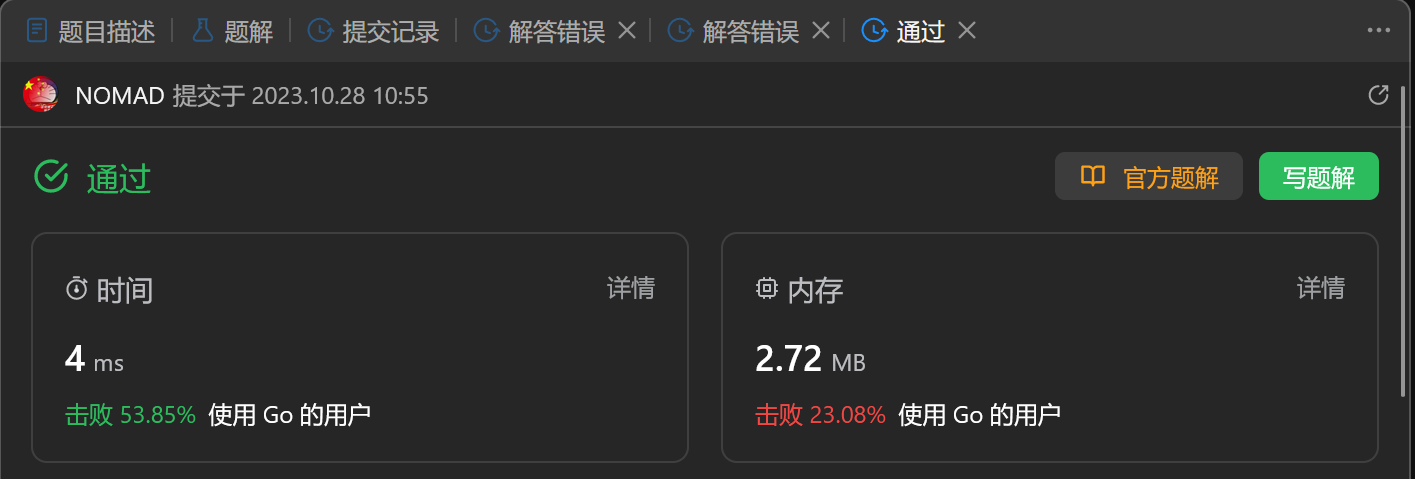 题目描述 题解 提交记录 解答错误 解答错误 通过
NOMAD 提交于 2023.10.28 10:55
通过 官方题解 写题解
时间 详情 内存 详情
4 ms 2.72 MB
击败 53.85% 使用 Go 的用户 击败 23.08% 使用 Go 的用户